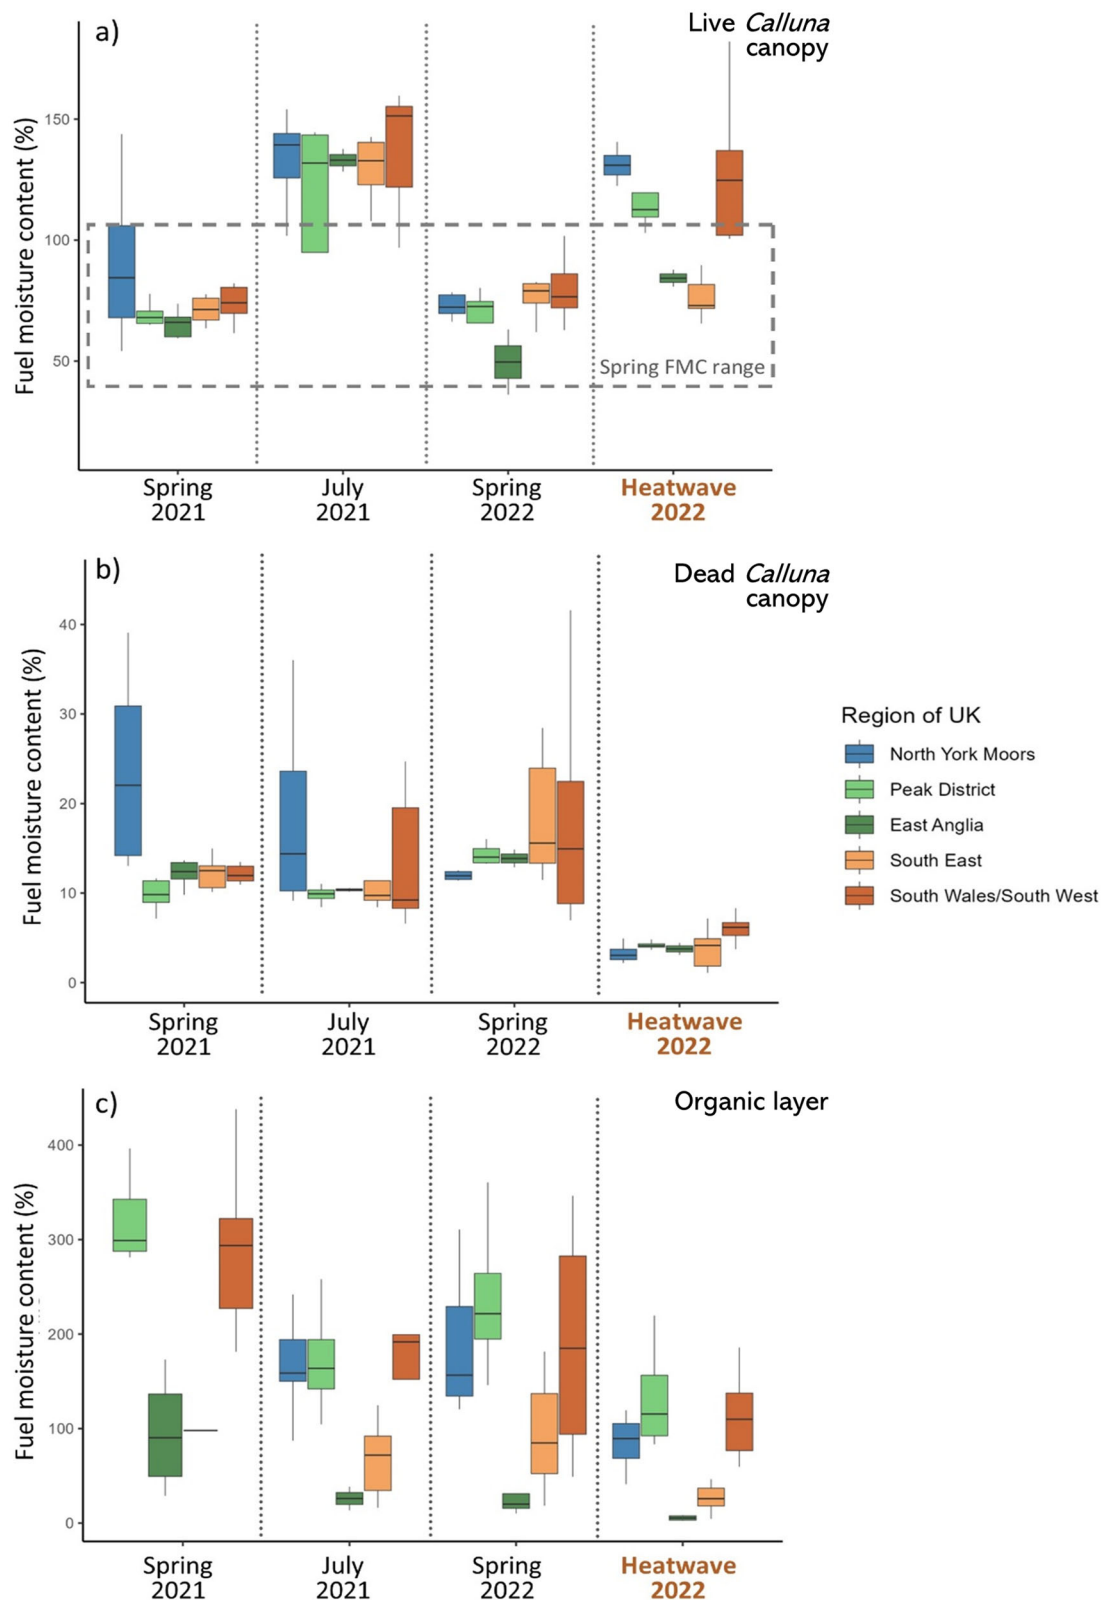 a)
Live Calluna
canopy
Fuel moisture content (%)
150
100
50
Spring FMC range
Spring
2021
July
2021
Spring
2022
Heatwave
2022
b)
Dead Calluna
canopy
Fuel moisture content (%)
40
30
20
10
0
Spring
2021
July
2021
Spring
2022
Heatwave
2022
Region of UK
North York Moors
Peak District
East Anglia
South East
South Wales/South West
c)
Organic layer
Fuel moisture content (%)
400
300
200
100
0
Spring
2021
July
2021
Spring
2022
Heatwave
2022